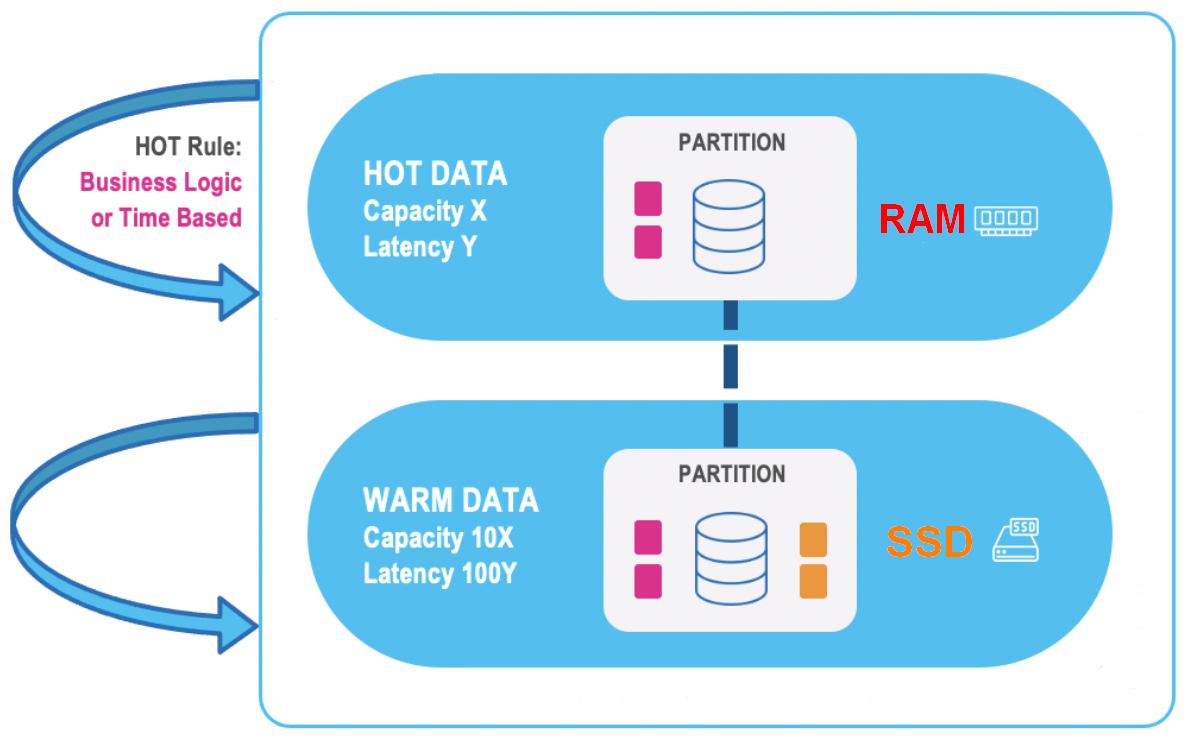 HOT Rule:
Business Logic
or Time Based
HOT DATA
Capacity X
Latency Y
PARTITION
RAM
WARM DATA
Capacity 10X
Latency 100Y
PARTITION
SSD
SSD